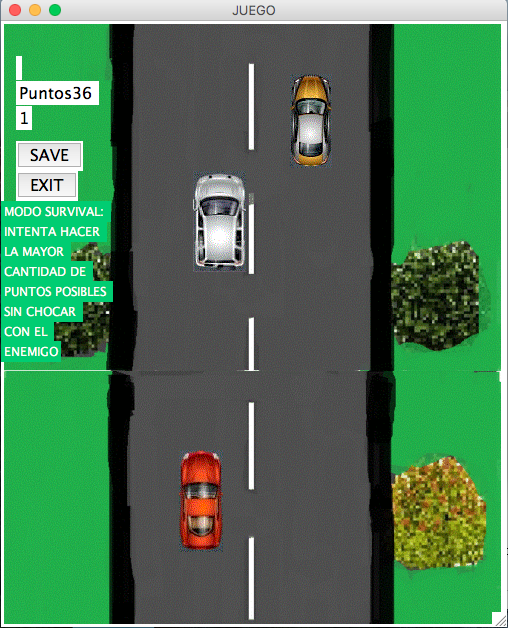 JUEGO
Puntos36
1
SAVE
EXIT
MODO SURVIVAL:
INTENTA HACER
LA MAYOR
CANTIDAD DE
PUNTOS POSIBLES
SIN CHOCAR
CON EL
ENEMIGO